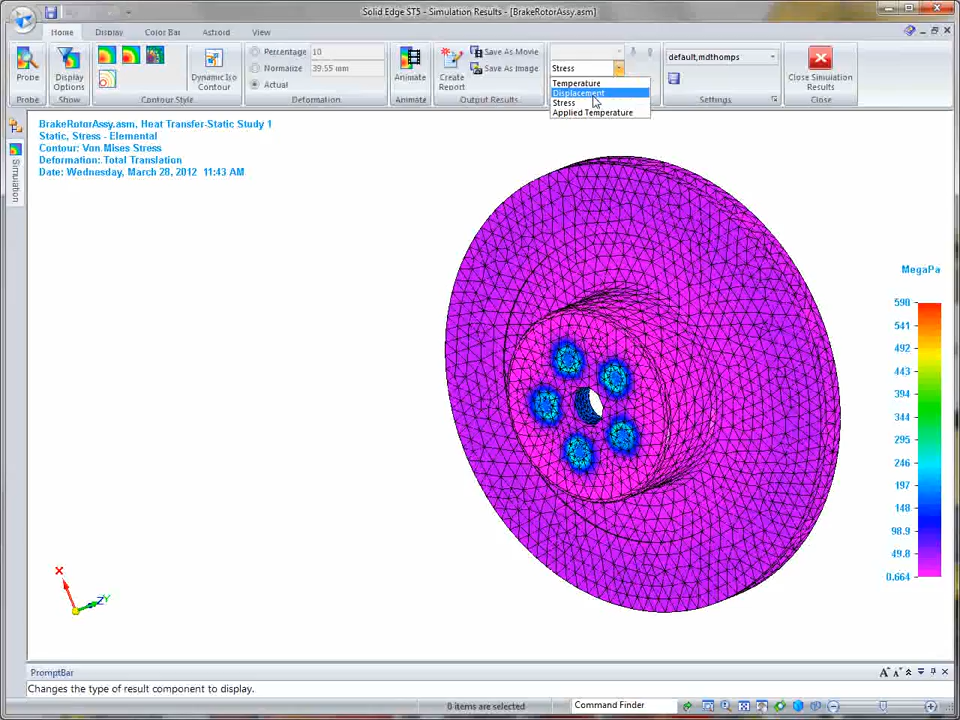 Solid Edge ST5 - Simulation Results - [BrakeRotorAssy.asm]
Home
Display
Color Bar
Actord
View
Probe
Display Options
Dynamic Iso Contour
Percentage
10
Normalize
39.55 mm
Actual
Animate
Create Report
Save As Movie
Save As Image
Stress
default,mdthomps
Close Simulation Results
Probe
Show
Contour Style
Deformation
Animate
Output Results
Settings
Close
Temperature
Displacement
Stress
Applied Temperature
Simulation
BrakeRotorAssy.asm, Heat Transfer-Static Study 1
Static, Stress - Elemental
Contour: Von Mises Stress
Deformation: Total Translation
Date: Wednesday, March 28, 2012 11:43 AM
MegaPa
598
541
492
443
394
344
295
246
197
148
98.9
49.8
0.664
X
Z
Y
PromptBar
Changes the type of result component to display.
0 items are selected
Command Finder